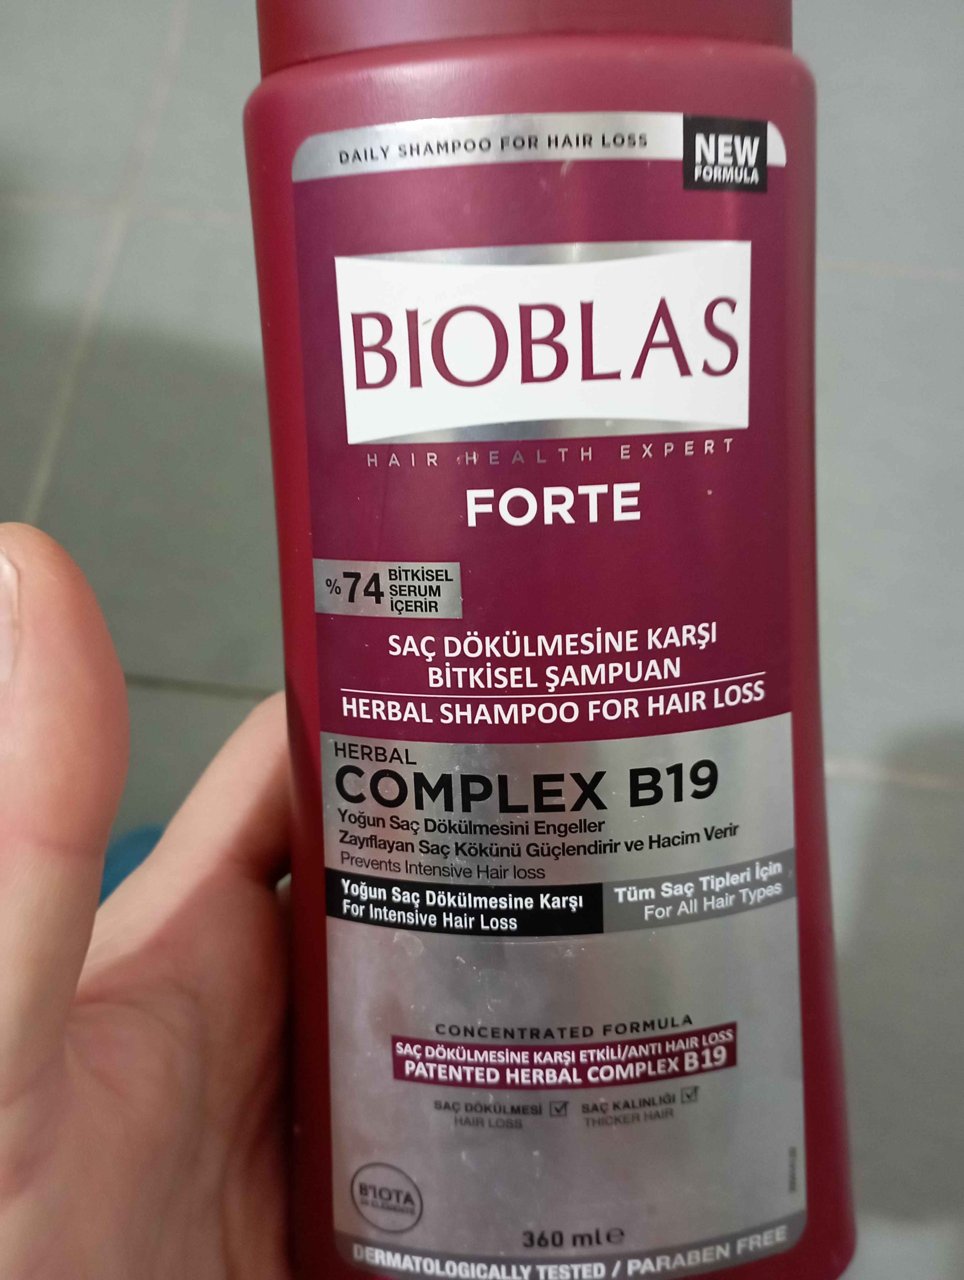 DAILY SHAMPOO FOR HAIR LOSS
NEW
FORMULA
BIOBLAS
HAIR HEALTH EXPERT
FORTE
%74 BİTKİSEL
SERUM
İÇERİR
SAÇ DÖKÜLMESİNE KARŞI
BİTKİSEL ŞAMPUAN
HERBAL SHAMPOO FOR HAIR LOSS
HERBAL
COMPLEX B19
Yoğun Saç Dökülmesini Engeller
Zayıflayan Saç Kökünü Güçlendirir ve Hacim Verir
Prevents Intensive Hair loss
Yoğun Saç Dökülmesine Karşı
For Intensive Hair Loss
Tüm Saç Tipleri İçin
For All Hair Types
CONCENTRATED FORMULA
SAÇ DÖKÜLMESİNE KARŞI ETKİLİ/ANTI HAIR LOSS
PATENTED HERBAL COMPLEX B19
SAÇ DÖKÜLMESİ
HAIR LOSS
SAÇ KALINLIĞI
THICKER HAIR
B'IOTA
360 ml e
DERMATOLOGICALLY TESTED / PARABEN FREE